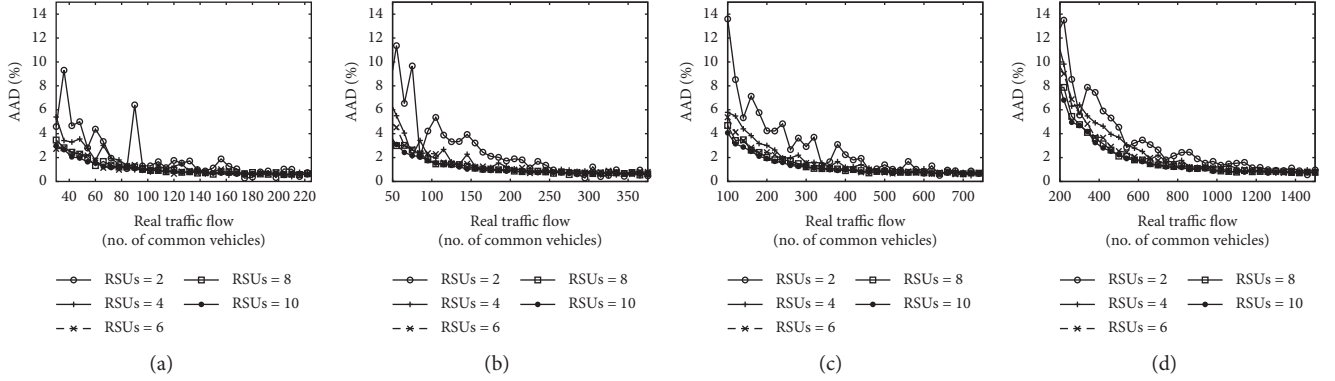 14
12
10
8
6
4
2
0
AAD (%)
40 60 80 100 120 140 160 180 200 220
Real traffic flow
(no. of common vehicles)
RSUs = 2
RSUs = 8
RSUs = 4
RSUs = 10
RSUs = 6
(a)
14
12
10
8
6
4
2
0
AAD (%)
50 100 150 200 250 300 350
Real traffic flow
(no. of common vehicles)
RSUs = 2
RSUs = 8
RSUs = 4
RSUs = 10
RSUs = 6
(b)
14
12
10
8
6
4
2
0
AAD (%)
100 200 300 400 500 600 700
Real traffic flow
(no. of common vehicles)
RSUs = 2
RSUs = 8
RSUs = 4
RSUs = 10
RSUs = 6
(c)
14
12
10
8
6
4
2
0
AAD (%)
200 400 600 800 1000 1200 1400
Real traffic flow
(no. of common vehicles)
RSUs = 2
RSUs = 8
RSUs = 4
RSUs = 10
RSUs = 6
(d)